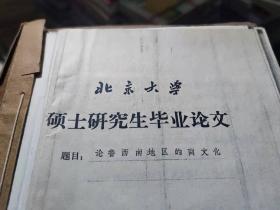 北京大学
硕士研究生毕业论文
题目：论鲁西南地区的商文化